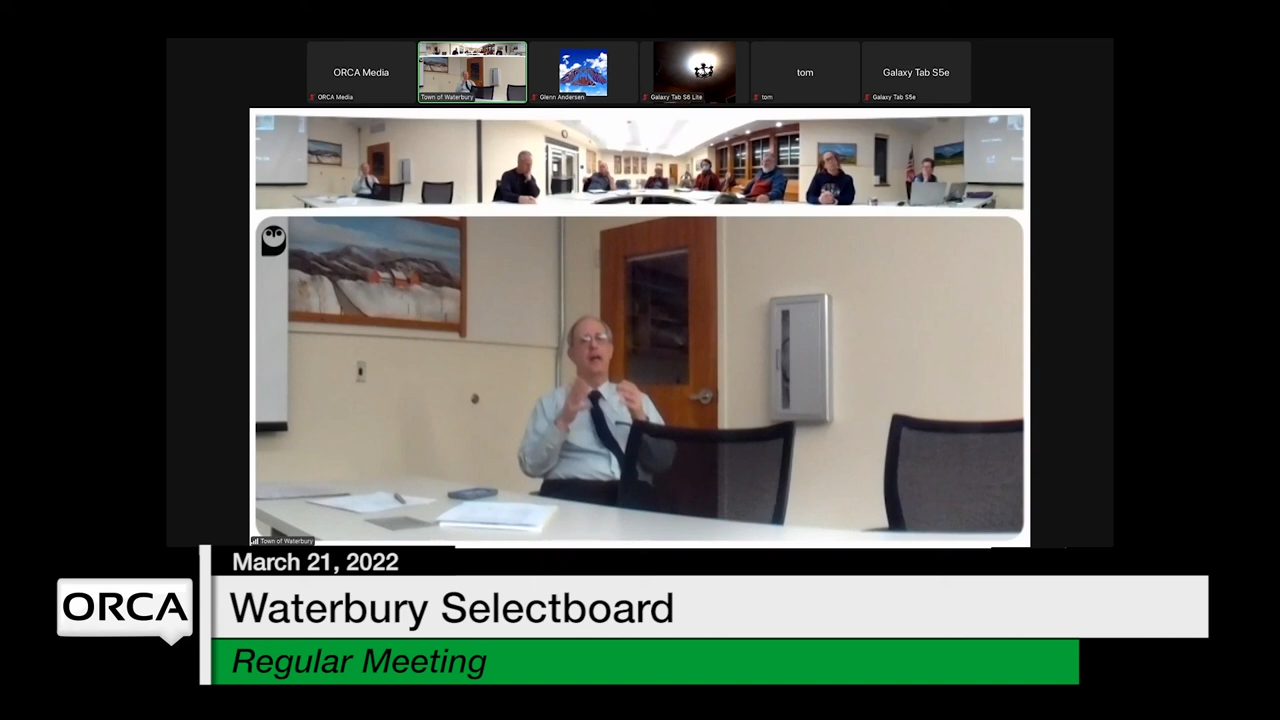 ORCA Media
tom
Galaxy Tab S5e
ORCA Media
Town of Waterbury
Glenn Andersen
Galaxy Tab S6 Lite
tom
Galaxy Tab S5e
Town of Waterbury
March 21, 2022
ORCA
Waterbury Selectboard
Regular Meeting